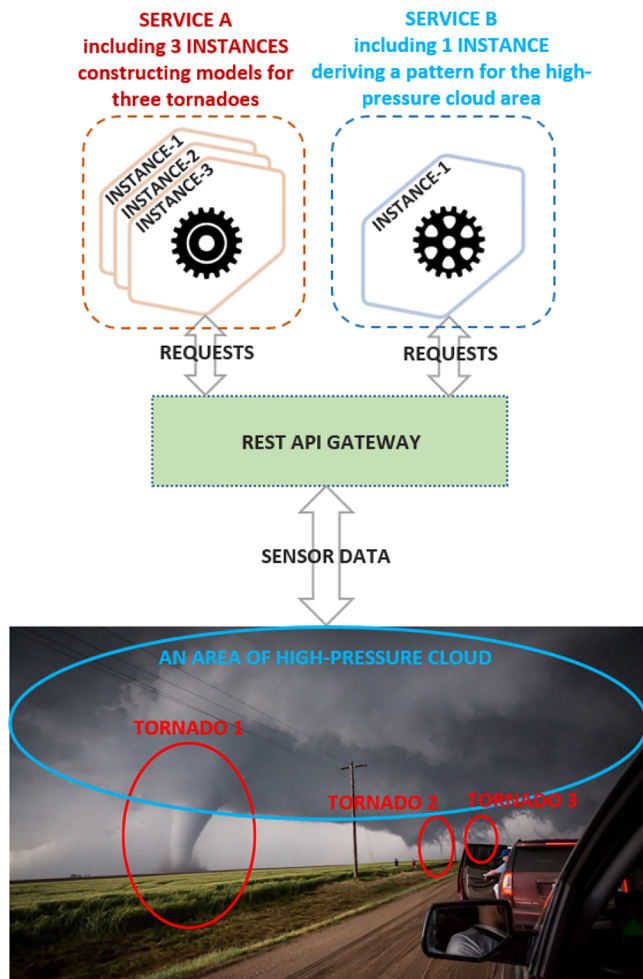 SERVICE A
including 3 INSTANCES
constructing models for
three tornadoes
SERVICE B
including 1 INSTANCE
deriving a pattern for the high-
pressure cloud area
INSTANCE-1
INSTANCE-2
INSTANCE-3
INSTANCE-1
REQUESTS
REQUESTS
REST API GATEWAY
SENSOR DATA
AN AREA OF HIGH-PRESSURE CLOUD
TORNADO 1
TORNADO 2
TORNADO 3